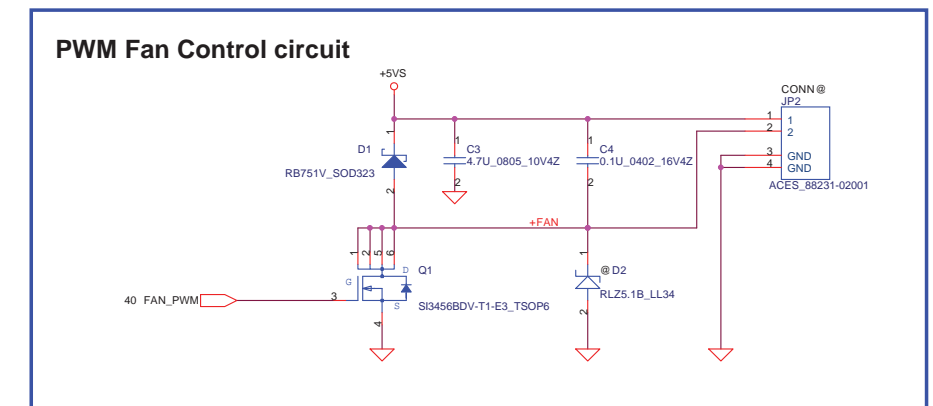 PWM Fan Control circuit
+5VS
CONN@
JP2
1
1
2
2
3
GND
4
GND
ACES_88231-02001
1
D1
RB751V_SOD323
2
1
C3
4.7U_0805_10V4Z
2
1
C4
0.1U_0402_16V4Z
2
+FAN
1
2
5
6
D
Q1
G
S
SI3456BDV-T1-E3_TSOP6
40 FAN_PWM
3
4
1
@D2
RLZ5.1B_LL34
2